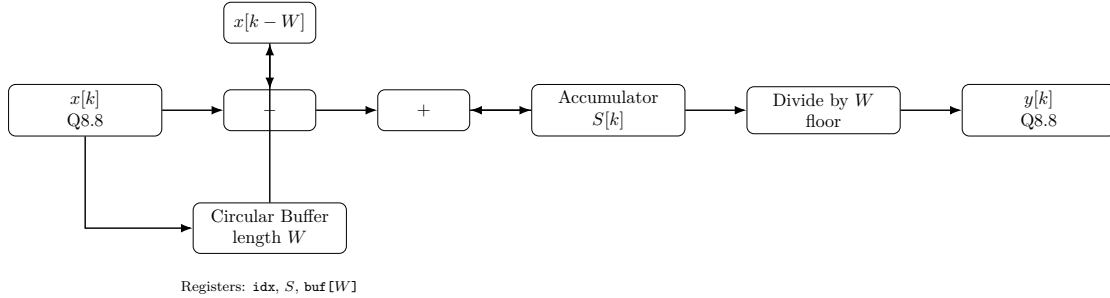 x[k − W]
x[k]
Q8.8
−
+
Accumulator
S[k]
Divide by W
floor
y[k]
Q8.8
Circular Buffer
length W
Registers: idx, S, buf[W]